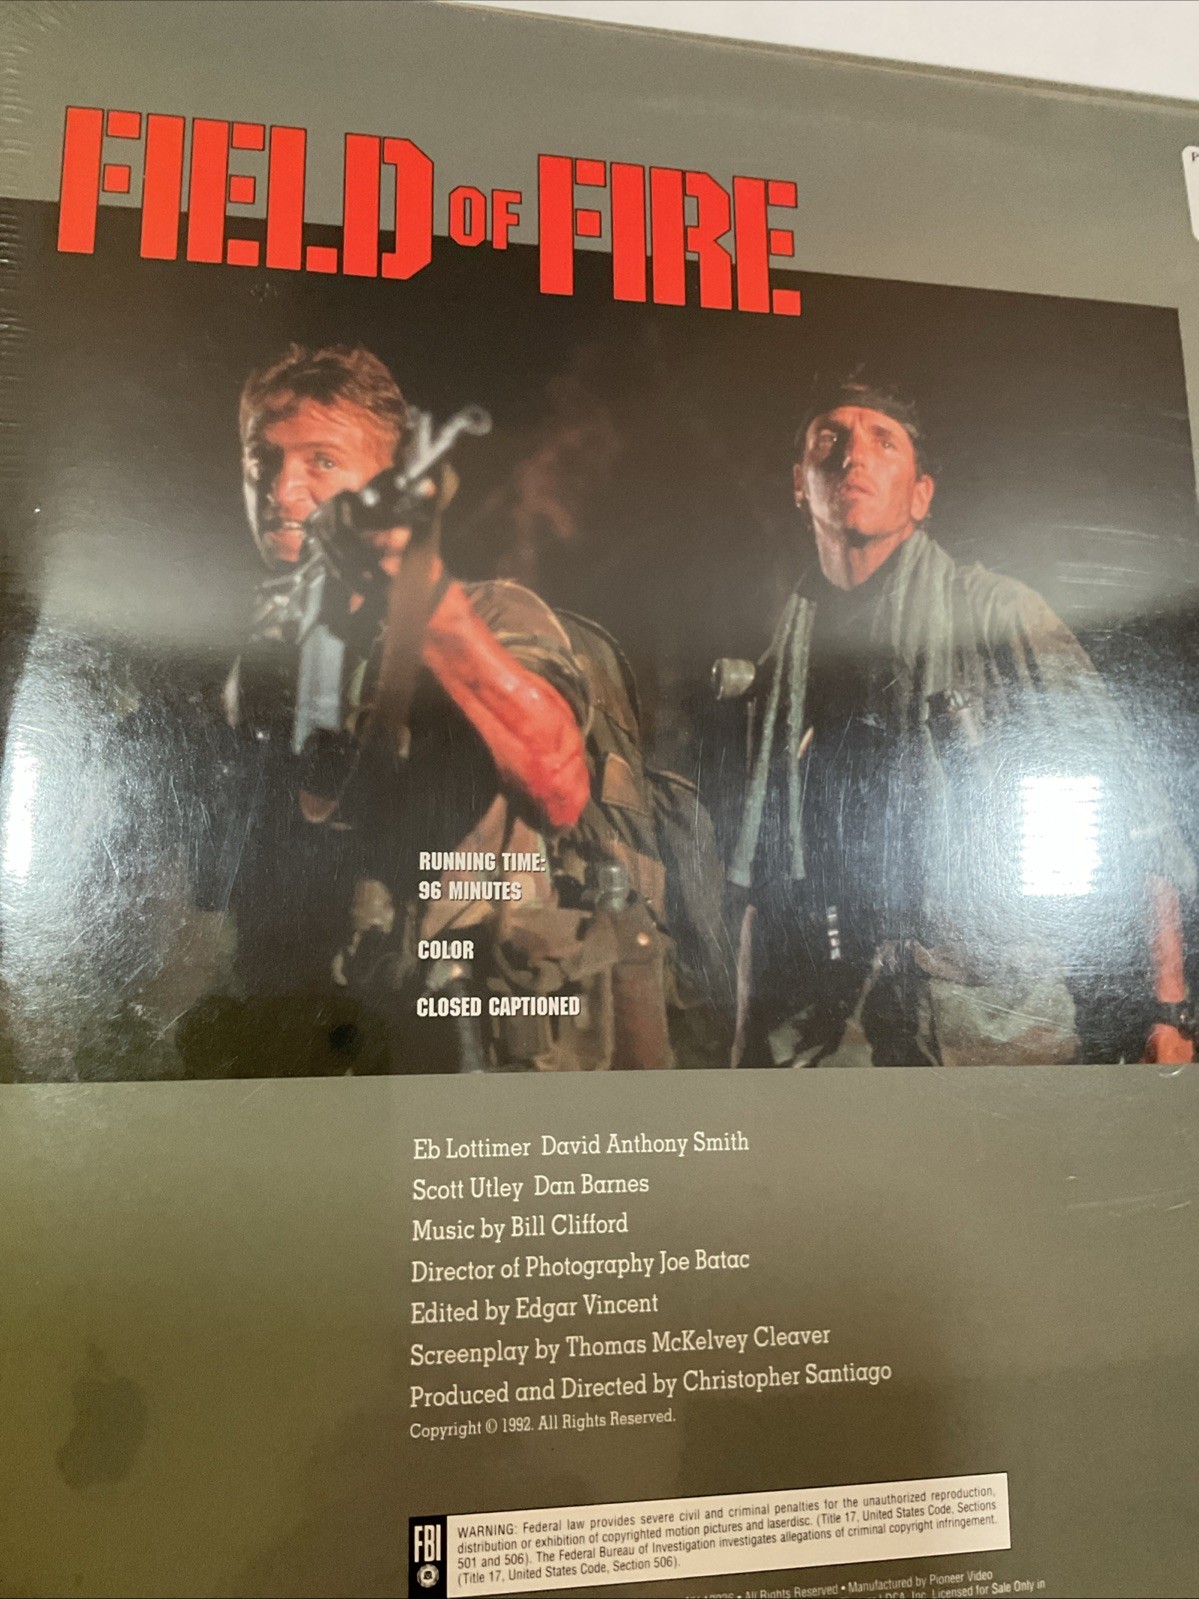 FIELD OF FIRE
RUNNING TIME:
96 MINUTES
COLOR
CLOSED CAPTIONED
Eb Lottimer David Anthony Smith
Scott Utley Dan Barnes
Music by Bill Clifford
Director of Photography Joe Batac
Edited by Edgar Vincent
Screenplay by Thomas McKelvey Cleaver
Produced and Directed by Christopher Santiago
Copyright © 1992. All Rights Reserved.
FBI
WARNING: Federal law provides severe civil and criminal penalties for the unauthorized reproduction,
distribution or exhibition of copyrighted motion pictures and laserdisc. (Title 17, United States Code, Sections
501 and 506). The Federal Bureau of Investigation investigates allegations of criminal copyright infringement.
(Title 17, United States Code, Section 506).
• All Rights Reserved • Manufactured by Pioneer Video
LDCA, Inc. Licensed for Sale Only in